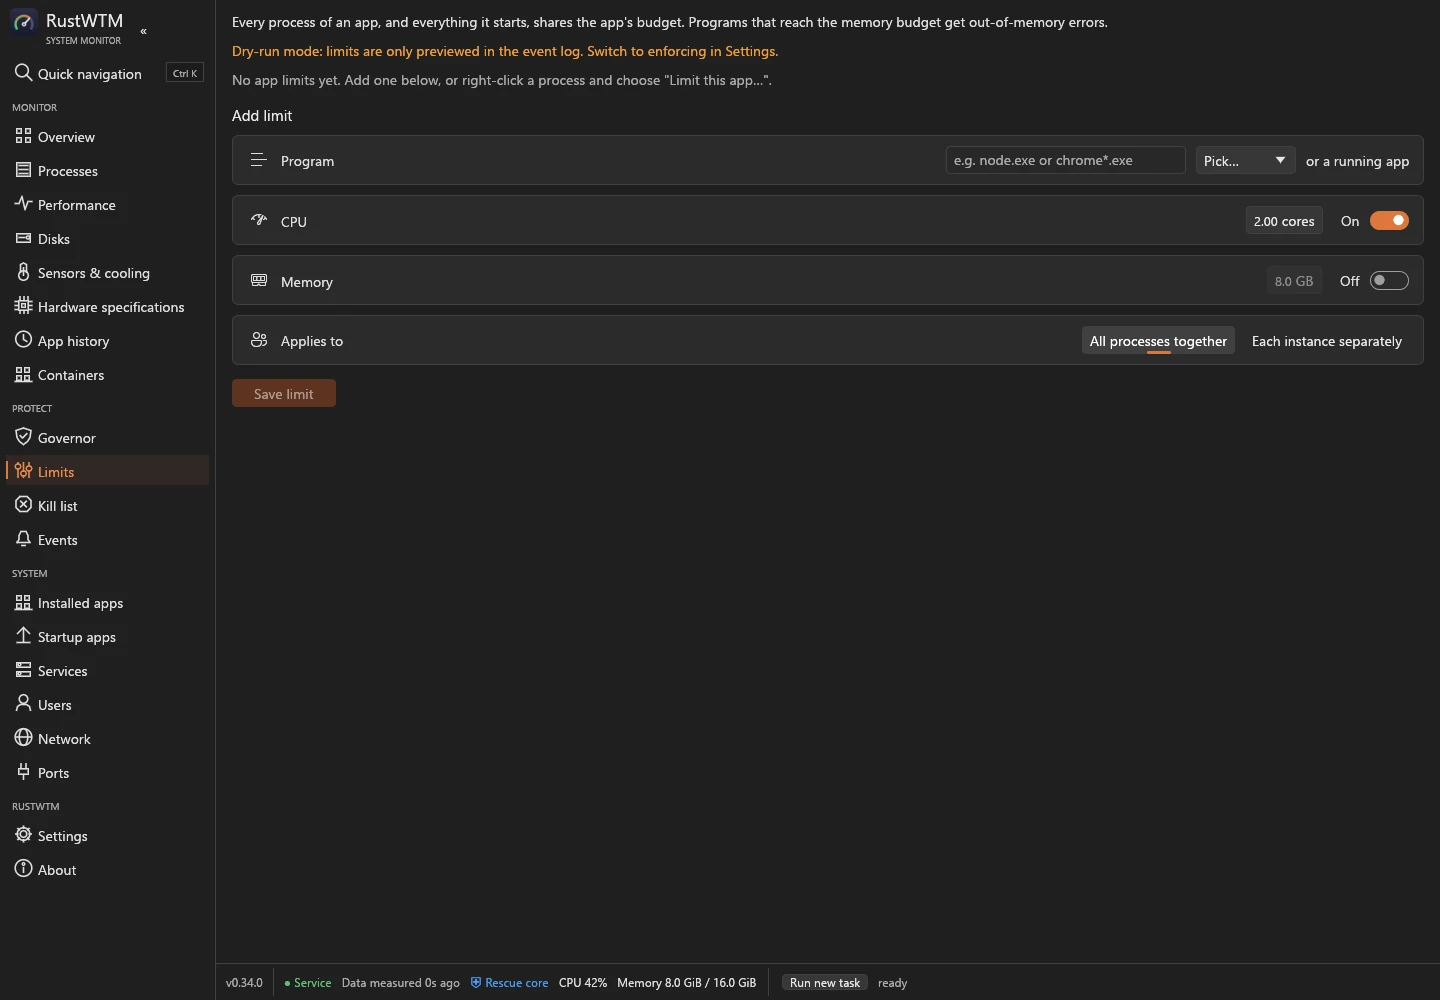 RustWTM
SYSTEM MONITOR
«
Quick navigation
Ctrl K
MONITOR
Overview
Processes
Performance
Disks
Sensors & cooling
Hardware specifications
App history
Containers
PROTECT
Governor
Limits
Kill list
Events
SYSTEM
Installed apps
Startup apps
Services
Users
Network
Ports
RUSTWTM
Settings
About
Every process of an app, and everything it starts, shares the app's budget. Programs that reach the memory budget get out-of-memory errors.
Dry-run mode: limits are only previewed in the event log. Switch to enforcing in Settings.
No app limits yet. Add one below, or right-click a process and choose "Limit this app...".
Add limit
Program
e.g. node.exe or chrome*.exe
Pick...
or a running app
CPU
2.00 cores
On
Memory
8.0 GB
Off
Applies to
All processes together
Each instance separately
Save limit
v0.34.0
Service
Data measured 0s ago
Rescue core
CPU 42%
Memory 8.0 GiB / 16.0 GiB
Run new task
ready